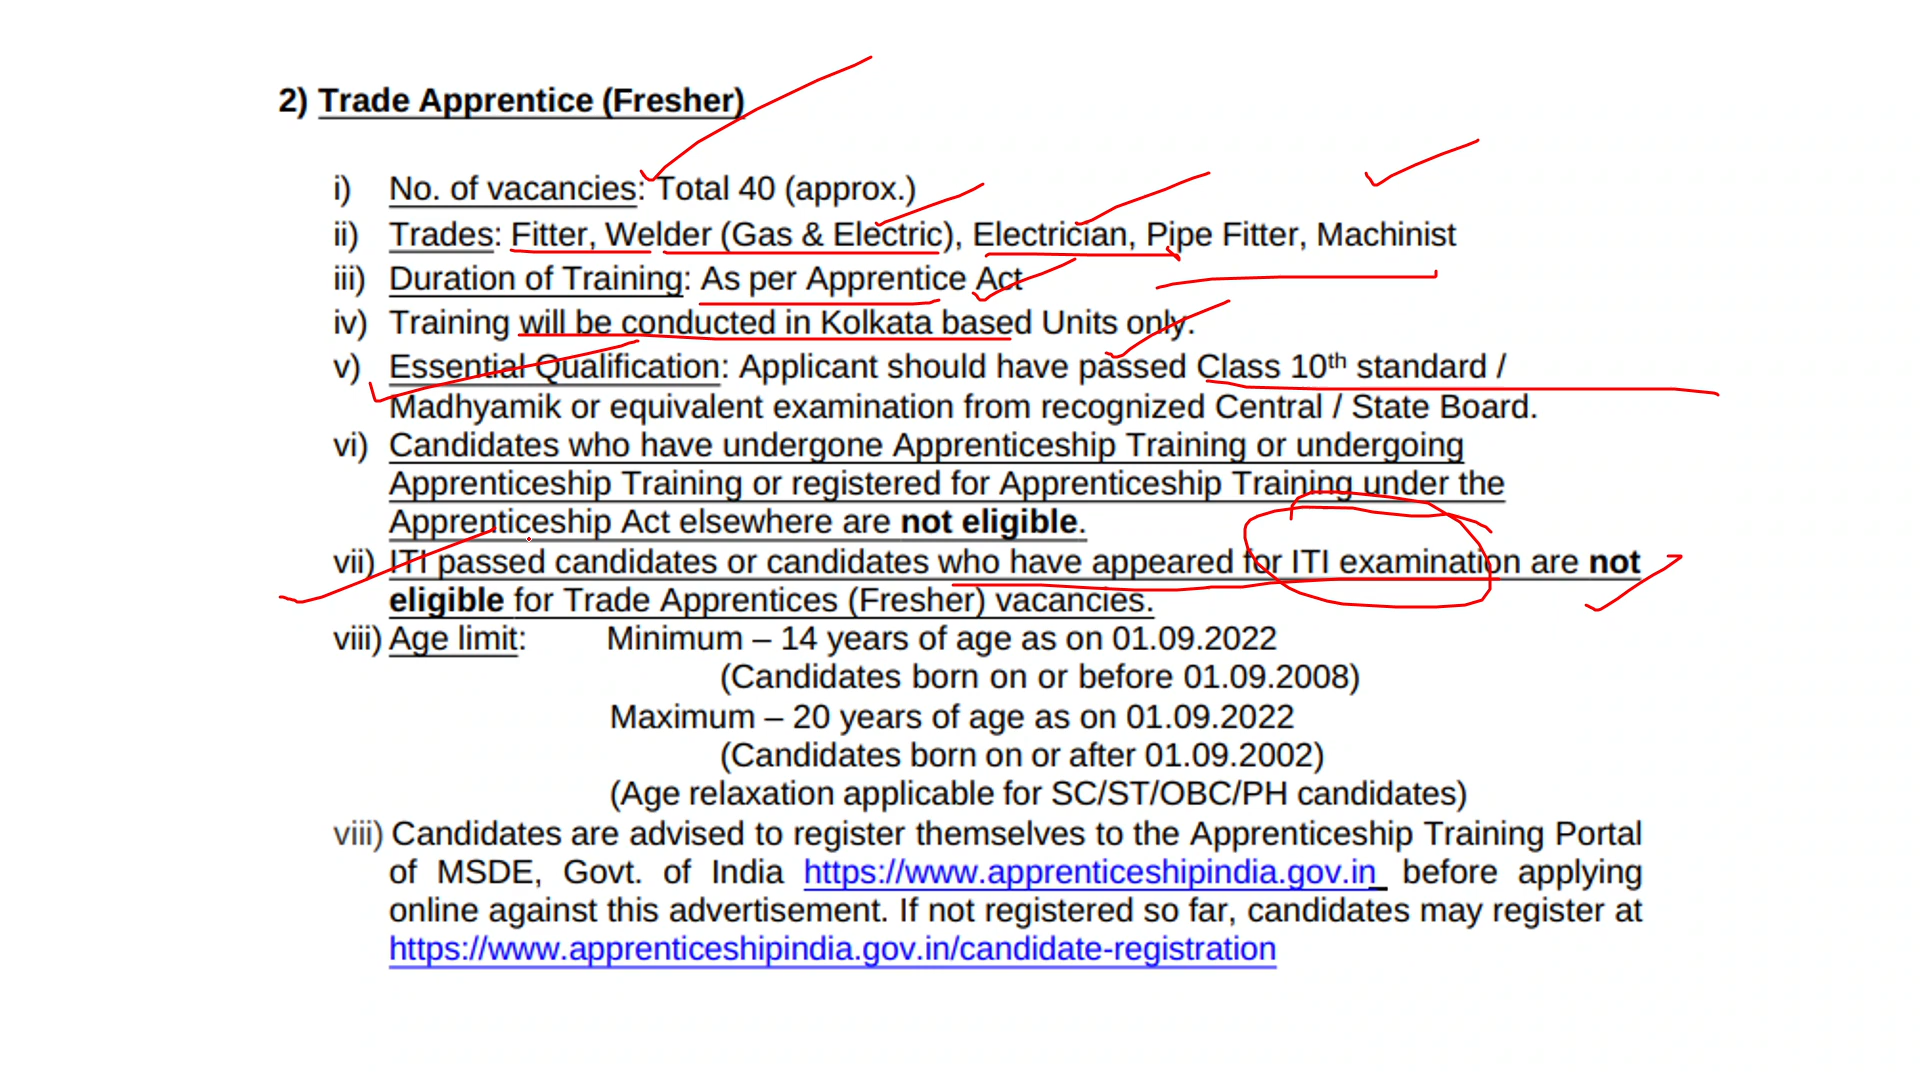 2) Trade Apprentice (Fresher)
i) No. of vacancies: Total 40 (approx.)
ii) Trades: Fitter, Welder (Gas & Electric), Electrician, Pipe Fitter, Machinist
iii) Duration of Training: As per Apprentice Act
iv) Training will be conducted in Kolkata based Units only.
v) Essential Qualification: Applicant should have passed Class 10th standard /
Madhyamik or equivalent examination from recognized Central / State Board.
vi) Candidates who have undergone Apprenticeship Training or undergoing
Apprenticeship Training or registered for Apprenticeship Training under the
Apprenticeship Act elsewhere are not eligible.
vii) ITI passed candidates or candidates who have appeared for ITI examination are not
eligible for Trade Apprentices (Fresher) vacancies.
viii) Age limit: Minimum – 14 years of age as on 01.09.2022
(Candidates born on or before 01.09.2008)
Maximum – 20 years of age as on 01.09.2022
(Candidates born on or after 01.09.2002)
(Age relaxation applicable for SC/ST/OBC/PH candidates)
viii) Candidates are advised to register themselves to the Apprenticeship Training Portal
of MSDE, Govt. of India https://www.apprenticeshipindia.gov.in before applying
online against this advertisement. If not registered so far, candidates may register at
https://www.apprenticeshipindia.gov.in/candidate-registration